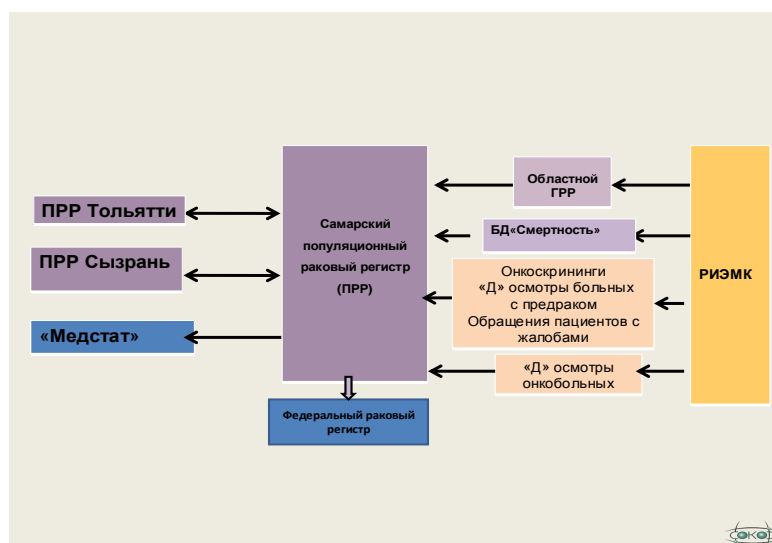 ПРР Тольятти
ПРР Сызрань
«Медстат»
Самарский
популяционный
раковый регистр
(ПРР)
Федеральный раковый
регистр
Областной
ГРР
БД«Смертность»
Онкоскрининги
«Д» осмотры больных
с предраком
Обращения пациентов с
жалобами
«Д» осмотры
онкобольных
РИЭМК